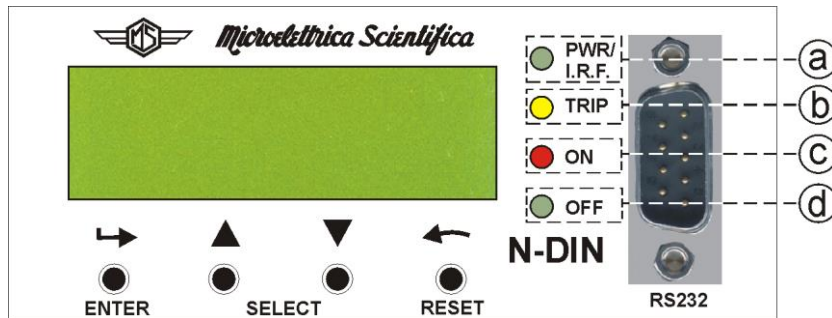 MS Microelettrica Scientifica
PWR/
I.R.F.
TRIP
ON
OFF
a
b
c
d
N-DIN
ENTER SELECT RESET
RS232